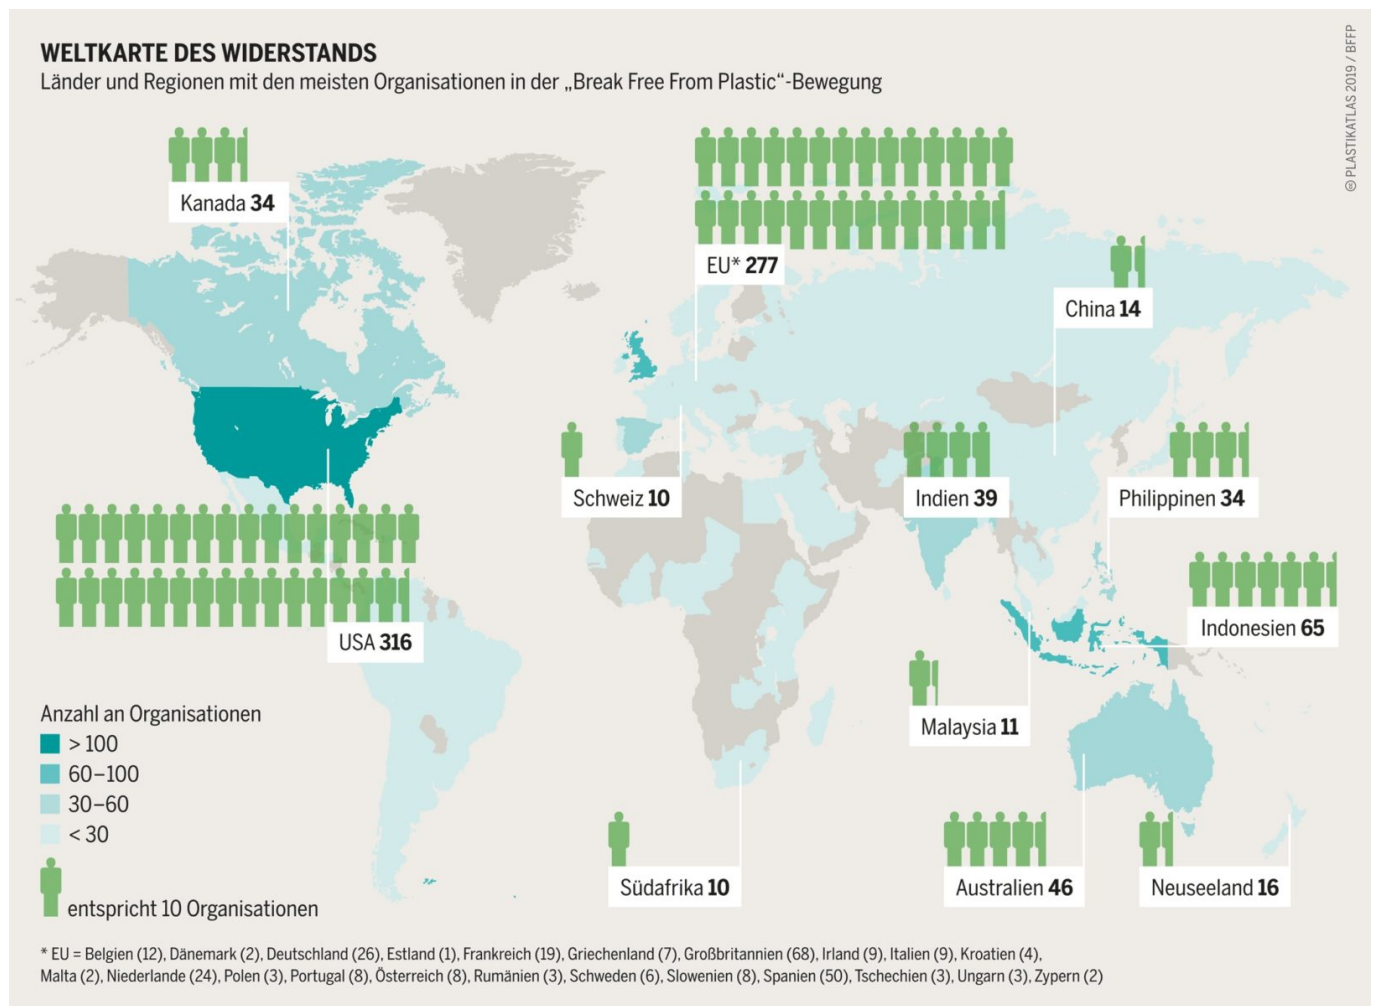 WELTKARTE DES WIDERSTANDS
Länder und Regionen mit den meisten Organisationen in der „Break Free From Plastic“-Bewegung
© PLASTIKATLAS 2019 / BFFP
Kanada 34
EU* 277
China 14
Schweiz 10
Indien 39
Philippinen 34
Indonesien 65
USA 316
Malaysia 11
Südafrika 10
Australien 46
Neuseeland 16
Anzahl an Organisationen
> 100
60–100
30–60
< 30
entspricht 10 Organisationen
* EU = Belgien (12), Dänemark (2), Deutschland (26), Estland (1), Frankreich (19), Griechenland (7), Großbritannien (68), Irland (9), Italien (9), Kroatien (4),
Malta (2), Niederlande (24), Polen (3), Portugal (8), Österreich (8), Rumänien (3), Schweden (6), Slowenien (8), Spanien (50), Tschechien (3), Ungarn (3), Zypern (2)